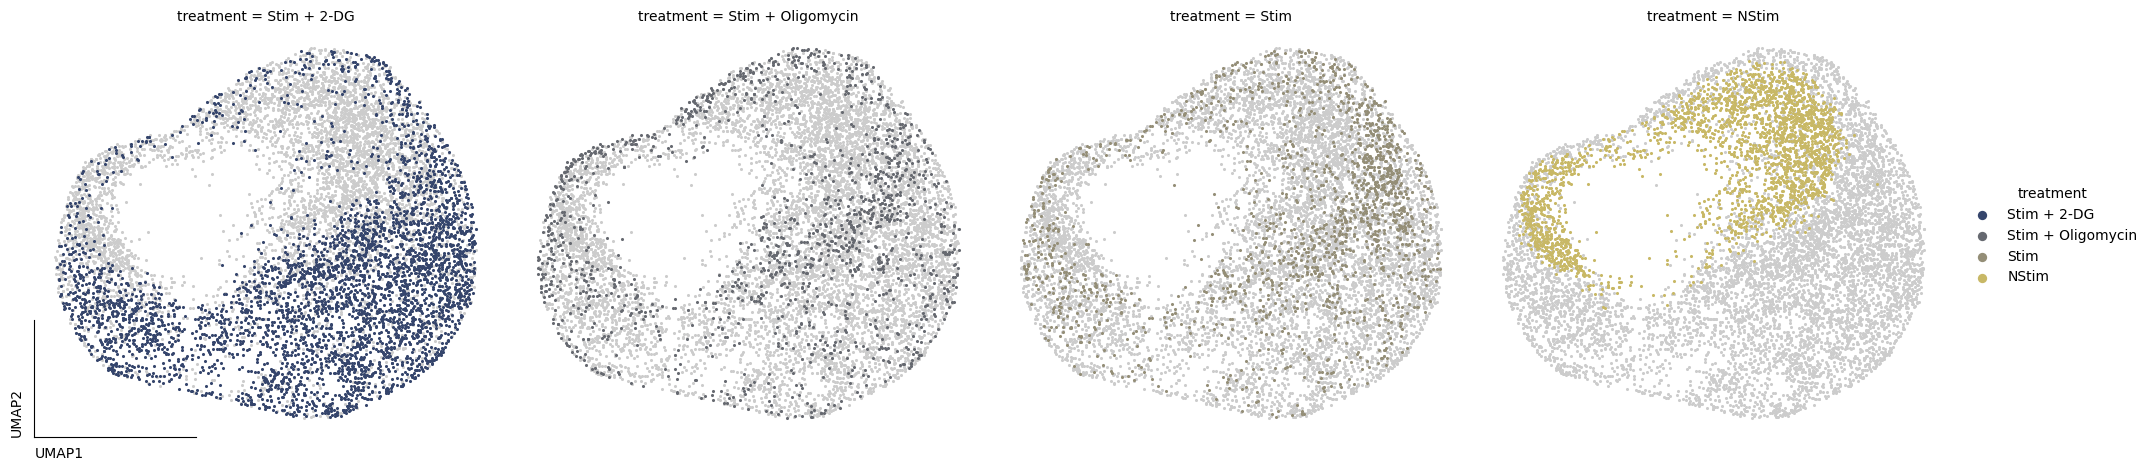 treatment = Stim + 2-DG
treatment = Stim + Oligomycin
treatment = Stim
treatment = NStim
treatment
Stim + 2-DG
Stim + Oligomycin
Stim
NStim
UMAP2
UMAP1